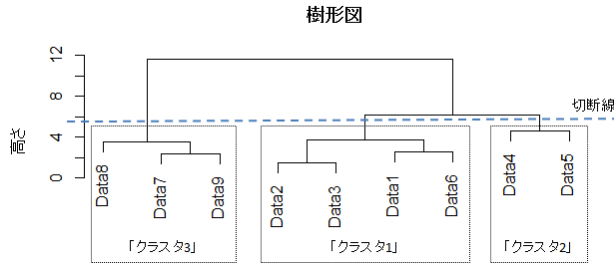 樹形図
高さ
12
8
4
0
切断線
Data8
Data7
Data9
Data2
Data3
Data1
Data6
Data4
Data5
「クラスタ3」
「クラスタ1」
「クラスタ2」